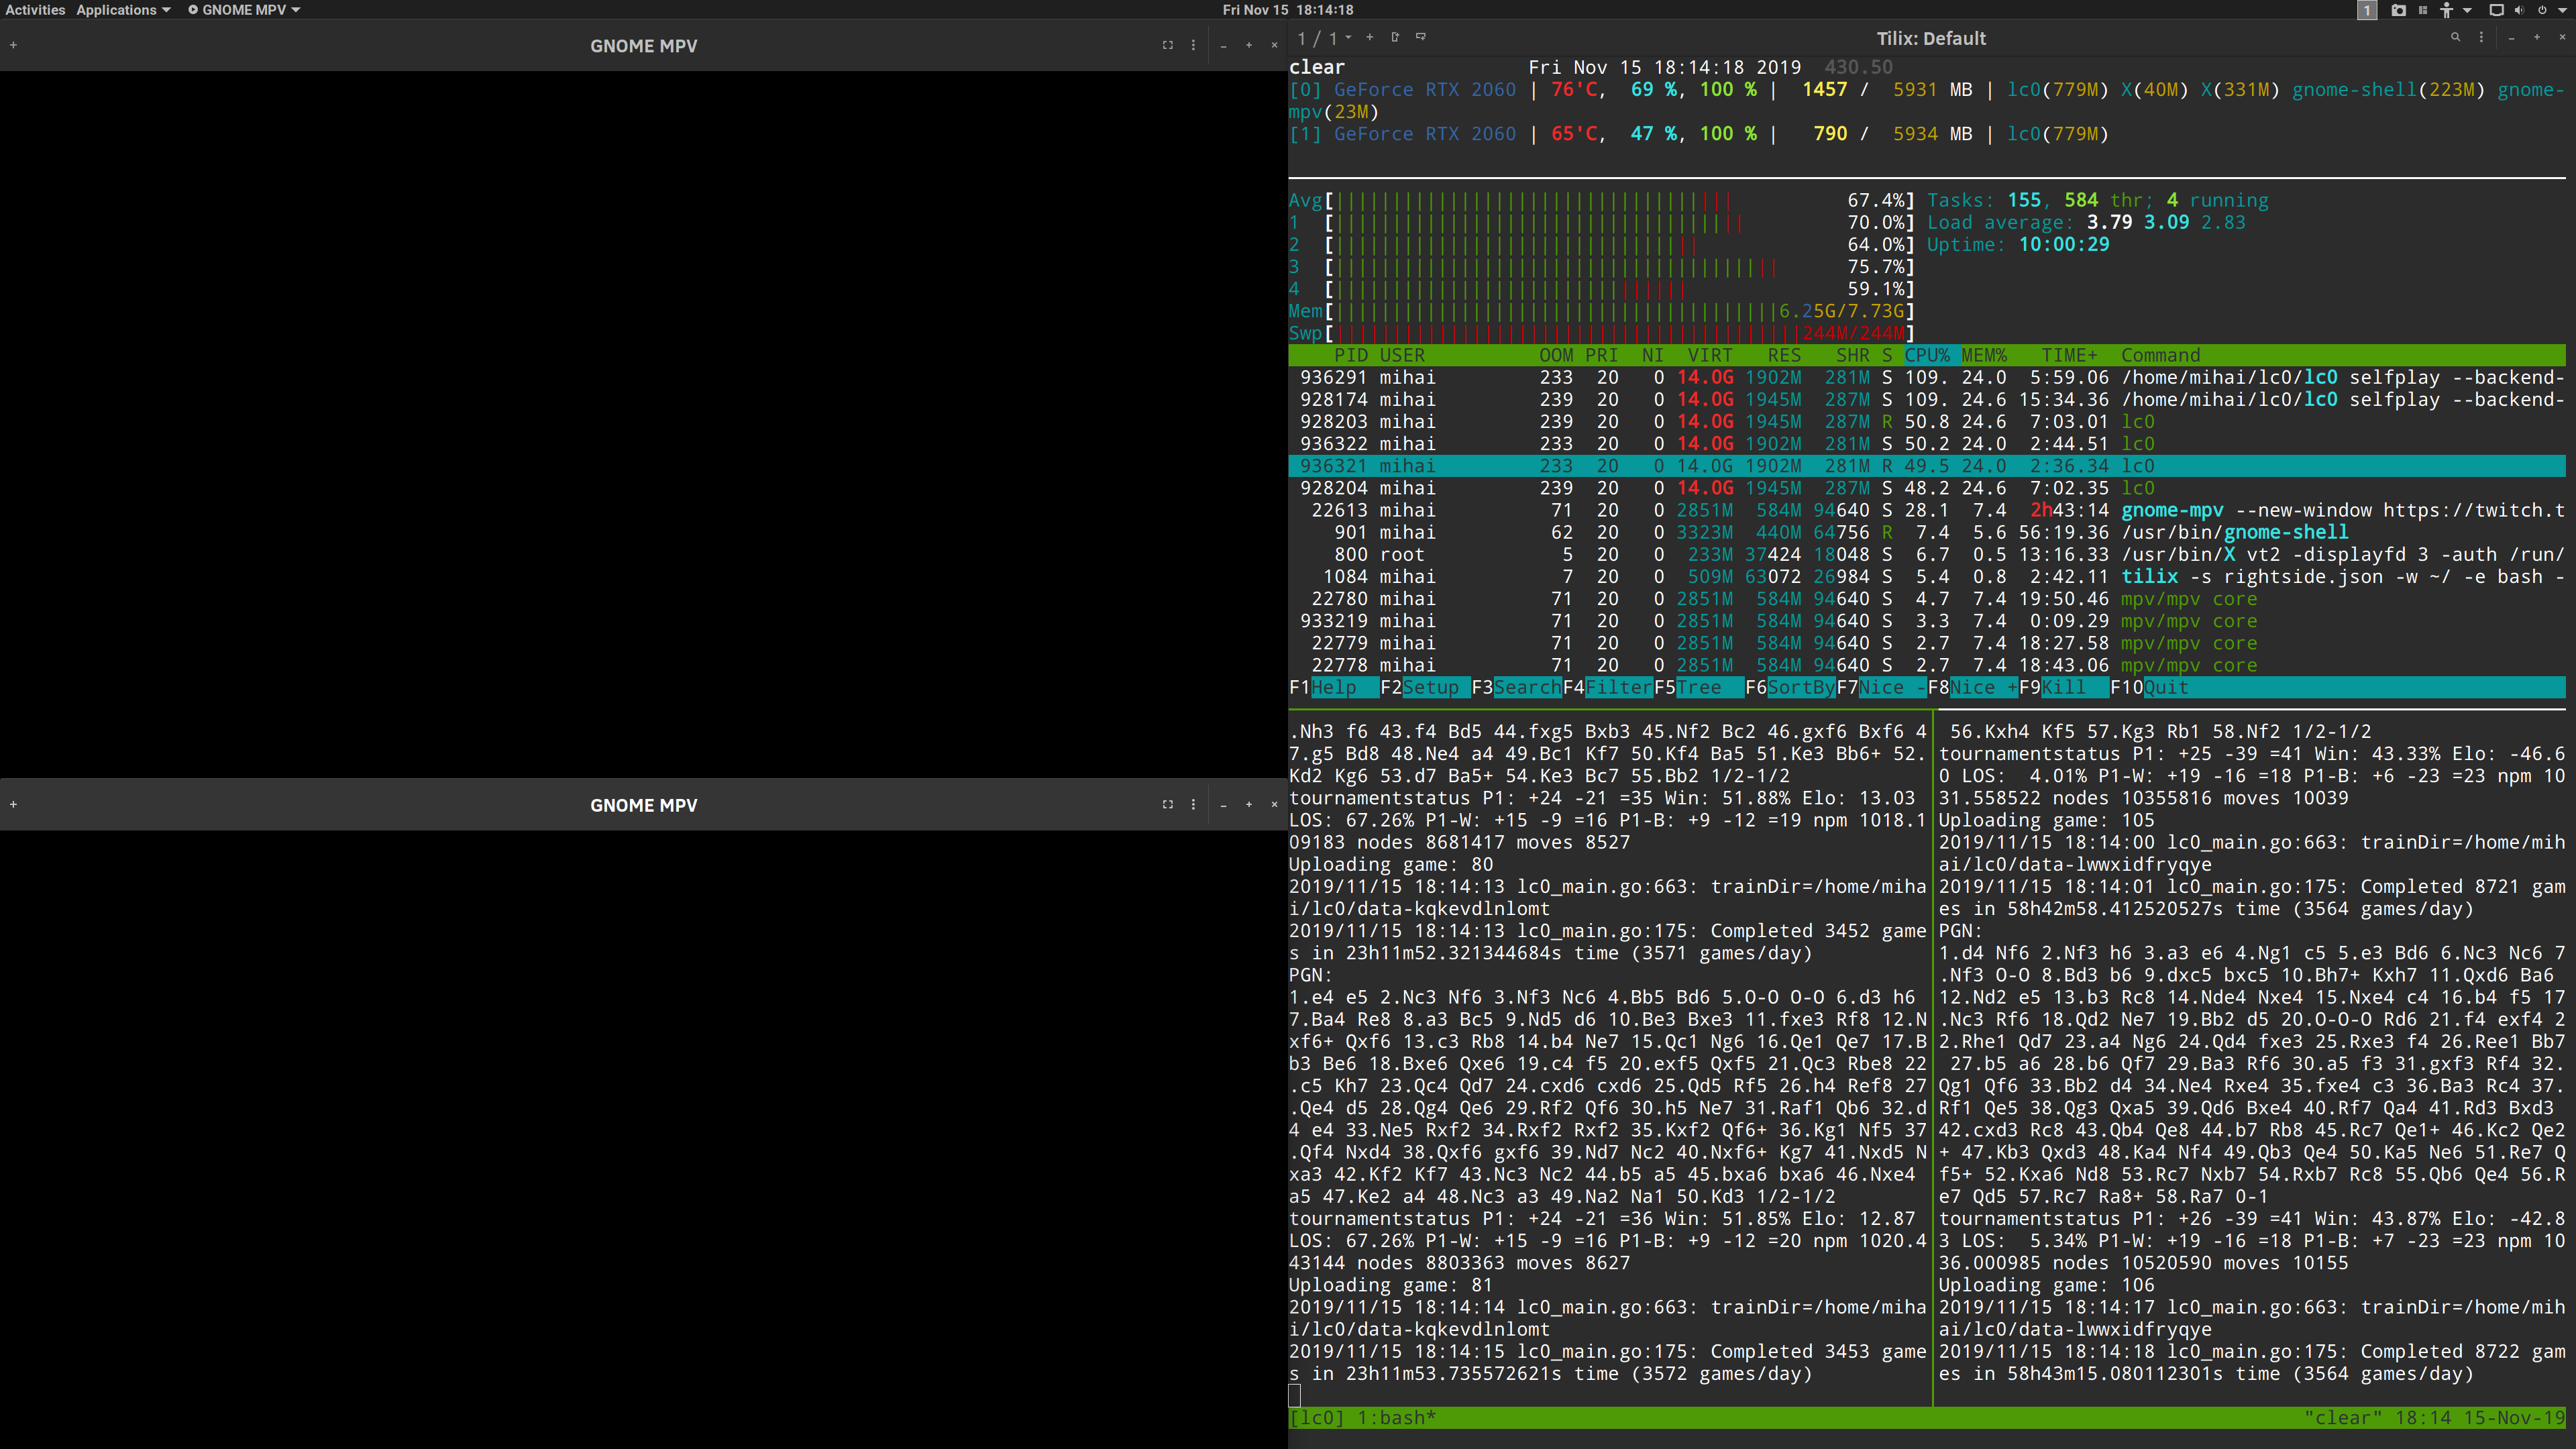 Activities Applications GNOME MPV Fri Nov 15 18:14:18 1
GNOME MPV
GNOME MPV
1 / 1 Tilix: Default
clear Fri Nov 15 18:14:18 2019 430.50
[0] GeForce RTX 2060 | 76'C, 69 %, 100 % | 1457 / 5931 MB | lc0(779M) X(40M) X(331M) gnome-shell(223M) gnome-
mpv(23M)
[1] GeForce RTX 2060 | 65'C, 47 %, 100 % | 790 / 5934 MB | lc0(779M)
Avg[ 67.4%] Tasks: 155, 584 thr; 4 running
1 [ 70.0%] Load average: 3.79 3.09 2.83
2 [ 64.0%] Uptime: 10:00:29
3 [ 75.7%]
4 [ 59.1%]
Mem[ 6.25G/7.73G]
Swp[ 244M/244M]
PID USER OOM PRI NI VIRT RES SHR S CPU% MEM% TIME+ Command
936291 mihai 233 20 0 14.0G 1902M 281M S 109. 24.0 5:59.06 /home/mihai/lc0/lc0 selfplay --backend-
928174 mihai 239 20 0 14.0G 1945M 287M S 109. 24.6 15:34.36 /home/mihai/lc0/lc0 selfplay --backend-
928203 mihai 239 20 0 14.0G 1945M 287M R 50.8 24.6 7:03.01 lc0
936322 mihai 233 20 0 14.0G 1902M 281M S 50.2 24.0 2:44.51 lc0
936321 mihai 233 20 0 14.0G 1902M 281M R 49.5 24.0 2:36.34 lc0
928204 mihai 239 20 0 14.0G 1945M 287M S 48.2 24.6 7:02.35 lc0
22613 mihai 71 20 0 2851M 584M 94640 S 28.1 7.4 2h43:14 gnome-mpv --new-window https://twitch.t
901 mihai 62 20 0 3323M 440M 64756 R 7.4 5.6 56:19.36 /usr/bin/gnome-shell
800 root 5 20 0 233M 37424 18048 S 6.7 0.5 13:16.33 /usr/bin/X vt2 -displayfd 3 -auth /run/
1084 mihai 7 20 0 509M 63072 26984 S 5.4 0.8 2:42.11 tilix -s rightside.json -w ~/ -e bash -
22780 mihai 71 20 0 2851M 584M 94640 S 4.7 7.4 19:50.46 mpv/mpv core
933219 mihai 71 20 0 2851M 584M 94640 S 3.3 7.4 0:09.29 mpv/mpv core
22779 mihai 71 20 0 2851M 584M 94640 S 2.7 7.4 18:27.58 mpv/mpv core
22778 mihai 71 20 0 2851M 584M 94640 S 2.7 7.4 18:43.06 mpv/mpv core
F1Help F2Setup F3SearchF4FilterF5Tree F6SortByF7Nice -F8Nice +F9Kill F10Quit
.Nh3 f6 43.f4 Bd5 44.fxg5 Bxb3 45.Nf2 Bc2 46.gxf6 Bxf6 4
7.g5 Bd8 48.Ne4 a4 49.Bc1 Kf7 50.Kf4 Ba5 51.Ke3 Bb6+ 52.
Kd2 Kg6 53.d7 Ba5+ 54.Ke3 Bc7 55.Bb2 1/2-1/2
tournamentstatus P1: +24 -21 =35 Win: 51.88% Elo: 13.03
LOS: 67.26% P1-W: +15 -9 =16 P1-B: +9 -12 =19 npm 1018.1
09183 nodes 8681417 moves 8527
Uploading game: 80
2019/11/15 18:14:13 lc0_main.go:663: trainDir=/home/miha
i/lc0/data-kqkevdlnlomt
2019/11/15 18:14:13 lc0_main.go:175: Completed 3452 game
s in 23h11m52.321344684s time (3571 games/day)
PGN:
1.e4 e5 2.Nc3 Nf6 3.Nf3 Nc6 4.Bb5 Bd6 5.O-O O-O 6.d3 h6
7.Ba4 Re8 8.a3 Bc5 9.Nd5 d6 10.Be3 Bxe3 11.fxe3 Rf8 12.N
xf6+ Qxf6 13.c3 Rb8 14.b4 Ne7 15.Qc1 Ng6 16.Qe1 Qe7 17.B
b3 Be6 18.Bxe6 Qxe6 19.c4 f5 20.exf5 Qxf5 21.Qc3 Rbe8 22
.c5 Kh7 23.Qc4 Qd7 24.cxd6 cxd6 25.Qd5 Rf5 26.h4 Ref8 27
.Qe4 d5 28.Qg4 Qe6 29.Rf2 Qf6 30.h5 Ne7 31.Raf1 Qb6 32.d
4 e4 33.Ne5 Rxf2 34.Rxf2 Rxf2 35.Kxf2 Qf6+ 36.Kg1 Nf5 37
.Qf4 Nxd4 38.Qxf6 gxf6 39.Nd7 Nc2 40.Nxf6+ Kg7 41.Nxd5 N
xa3 42.Kf2 Kf7 43.Nc3 Nc2 44.b5 a5 45.bxa6 bxa6 46.Nxe4
a5 47.Ke2 a4 48.Nc3 a3 49.Na2 Na1 50.Kd3 1/2-1/2
tournamentstatus P1: +24 -21 =36 Win: 51.85% Elo: 12.87
LOS: 67.26% P1-W: +15 -9 =16 P1-B: +9 -12 =20 npm 1020.4
43144 nodes 8803363 moves 8627
Uploading game: 81
2019/11/15 18:14:14 lc0_main.go:663: trainDir=/home/miha
i/lc0/data-kqkevdlnlomt
2019/11/15 18:14:15 lc0_main.go:175: Completed 3453 game
s in 23h11m53.735572621s time (3572 games/day)
56.Kxh4 Kf5 57.Kg3 Rb1 58.Nf2 1/2-1/2
tournamentstatus P1: +25 -39 =41 Win: 43.33% Elo: -46.6
0 LOS: 4.01% P1-W: +19 -16 =18 P1-B: +6 -23 =23 npm 10
31.558522 nodes 10355816 moves 10039
Uploading game: 105
2019/11/15 18:14:00 lc0_main.go:663: trainDir=/home/mih
ai/lc0/data-lwwxidfryqye
2019/11/15 18:14:01 lc0_main.go:175: Completed 8721 gam
es in 58h42m58.412520527s time (3564 games/day)
PGN:
1.d4 Nf6 2.Nf3 h6 3.a3 e6 4.Ng1 c5 5.e3 Bd6 6.Nc3 Nc6 7
.Nf3 O-O 8.Bd3 b6 9.dxc5 bxc5 10.Bh7+ Kxh7 11.Qxd6 Ba6
12.Nd2 e5 13.b3 Rc8 14.Nde4 Nxe4 15.Nxe4 c4 16.b4 f5 17
.Nc3 Rf6 18.Qd2 Ne7 19.Bb2 d5 20.O-O-O Rd6 21.f4 exf4 2
2.Rhe1 Qd7 23.a4 Ng6 24.Qd4 fxe3 25.Rxe3 f4 26.Ree1 Bb7
27.b5 a6 28.b6 Qf7 29.Ba3 Rf6 30.a5 f3 31.gxf3 Rf4 32.
Qg1 Qf6 33.Bb2 d4 34.Ne4 Rxe4 35.fxe4 c3 36.Ba3 Rc4 37.
Rf1 Qe5 38.Qg3 Qxa5 39.Qd6 Bxe4 40.Rf7 Qa4 41.Rd3 Bxd3
42.cxd3 Rc8 43.Qb4 Qe8 44.b7 Rb8 45.Rc7 Qe1+ 46.Kc2 Qe2
+ 47.Kb3 Qxd3 48.Ka4 Nf4 49.Qb3 Qe4 50.Ka5 Ne6 51.Re7 Q
f5+ 52.Kxa6 Nd8 53.Rc7 Nxb7 54.Rxb7 Rc8 55.Qb6 Qe4 56.R
e7 Qd5 57.Rc7 Ra8+ 58.Ra7 0-1
tournamentstatus P1: +26 -39 =41 Win: 43.87% Elo: -42.8
3 LOS: 5.34% P1-W: +19 -16 =18 P1-B: +7 -23 =23 npm 10
36.000985 nodes 10520590 moves 10155
Uploading game: 106
2019/11/15 18:14:17 lc0_main.go:663: trainDir=/home/mih
ai/lc0/data-lwwxidfryqye
2019/11/15 18:14:18 lc0_main.go:175: Completed 8722 gam
es in 58h43m15.080112301s time (3564 games/day)
[lc0] 1:bash* "clear" 18:14 15-Nov-19